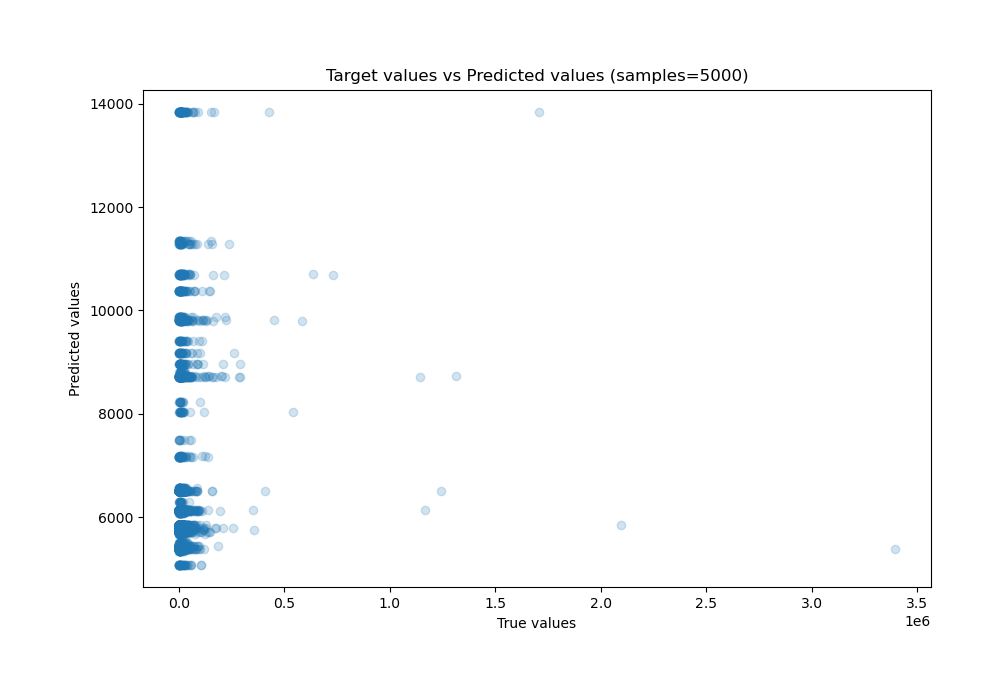 Target values vs Predicted values (samples=5000)
14000
12000
10000
8000
6000
Predicted values
0.0 0.5 1.0 1.5 2.0 2.5 3.0 3.5
1e6
True values